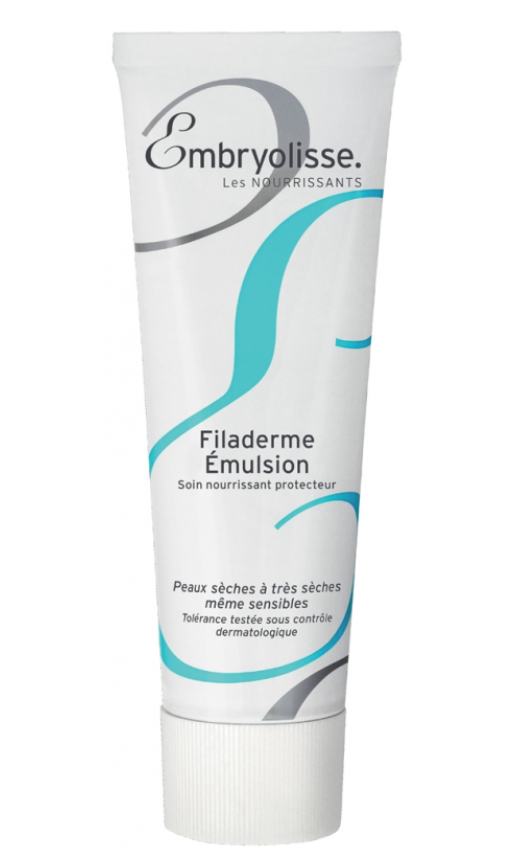 Embryolisse.
Les NOURRISSANTS
Filaderme
Émulsion
Soin nourrissant protecteur
Peaux sèches à très sèches
même sensibles
Tolérance testée sous contrôle
dermatologique